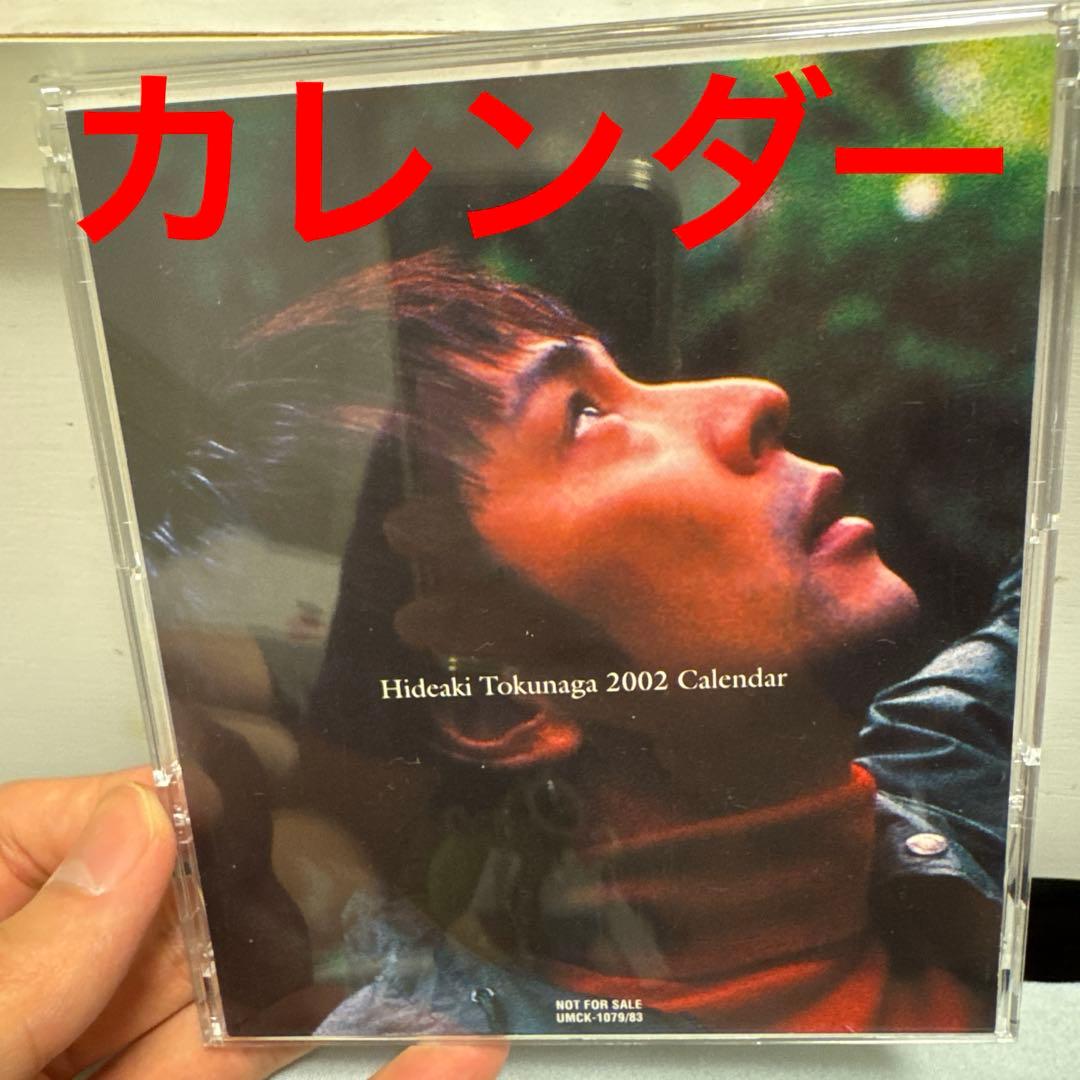 カレンダー
Hideaki Tokunaga 2002 Calendar
NOT FOR SALE
UMCK-1079/83